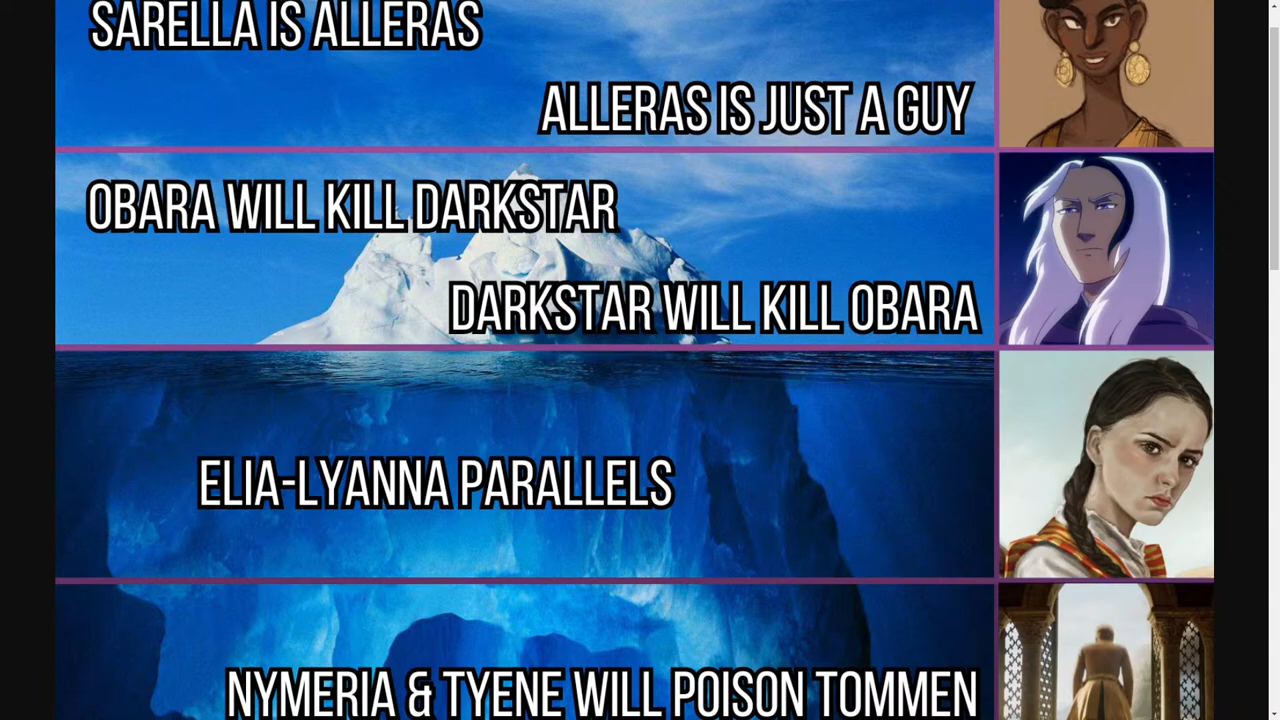 SARELLA IS ALLERAS
ALLERAS IS JUST A GUY
OBARA WILL KILL DARKSTAR
DARKSTAR WILL KILL OBARA
ELIA-LYANNA PARALLELS
NYMERIA & TYENE WILL POISON TOMMEN